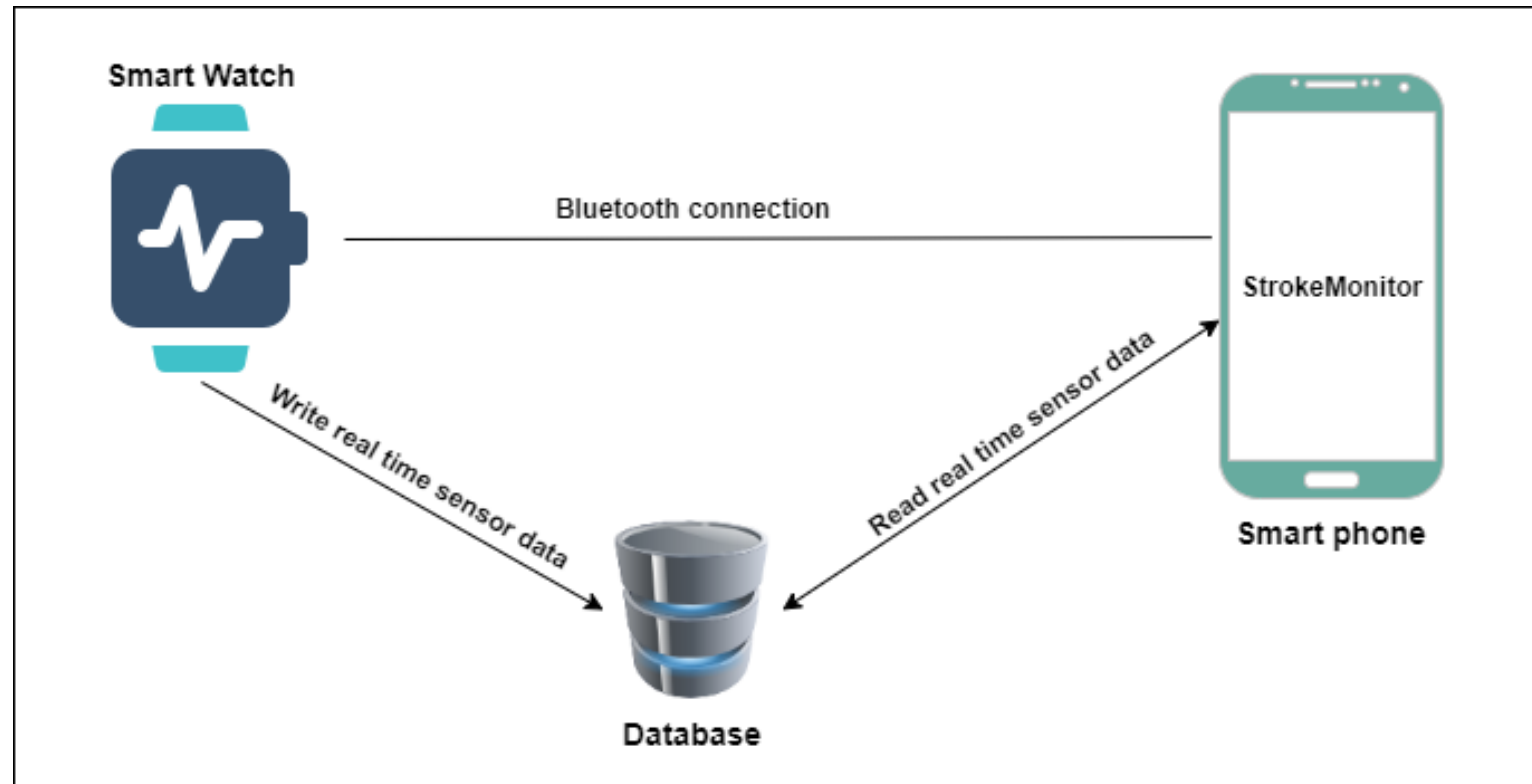 Smart Watch
Bluetooth connection
StrokeMonitor
Write real time sensor data
Read real time sensor data
Smart phone
Database